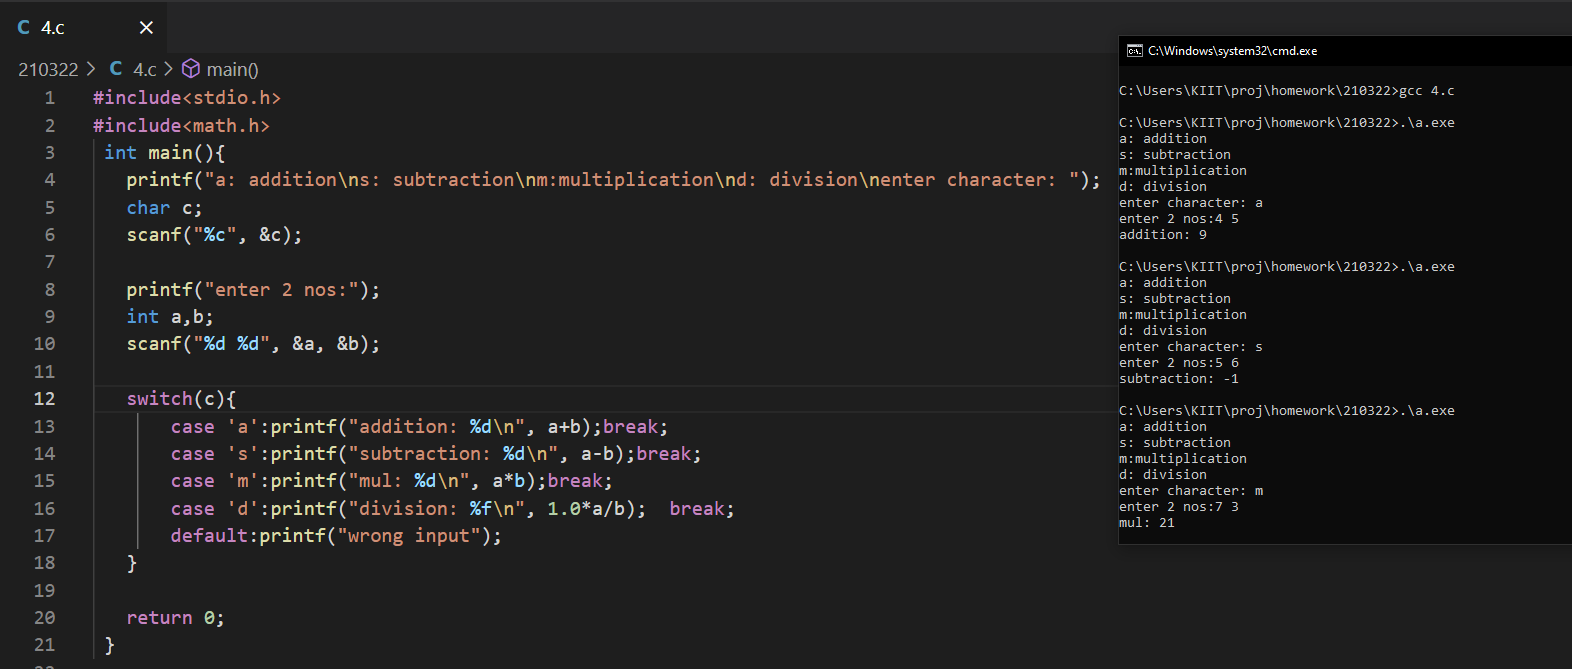 C 4.c ×
210322 > C 4.c > main()
1 #include<stdio.h>
2 #include<math.h>
3 int main(){
4 printf("a: addition\ns: subtraction\nm:multiplication\nd: division\nenter character: ");
5 char c;
6 scanf("%c", &c);
7
8 printf("enter 2 nos:");
9 int a,b;
10 scanf("%d %d", &a, &b);
11
12 switch(c){
13 case 'a':printf("addition: %d\n", a+b);break;
14 case 's':printf("subtraction: %d\n", a-b);break;
15 case 'm':printf("mul: %d\n", a*b);break;
16 case 'd':printf("division: %f\n", 1.0*a/b);  break;
17 default:printf("wrong input");
18 }
19
20 return 0;
21 }
C:\Windows\system32\cmd.exe
C:\Users\KIIT\proj\homework\210322>gcc 4.c
C:\Users\KIIT\proj\homework\210322>.\a.exe
a: addition
s: subtraction
m:multiplication
d: division
enter character: a
enter 2 nos:4 5
addition: 9
C:\Users\KIIT\proj\homework\210322>.\a.exe
a: addition
s: subtraction
m:multiplication
d: division
enter character: s
enter 2 nos:5 6
subtraction: -1
C:\Users\KIIT\proj\homework\210322>.\a.exe
a: addition
s: subtraction
m:multiplication
d: division
enter character: m
enter 2 nos:7 3
mul: 21